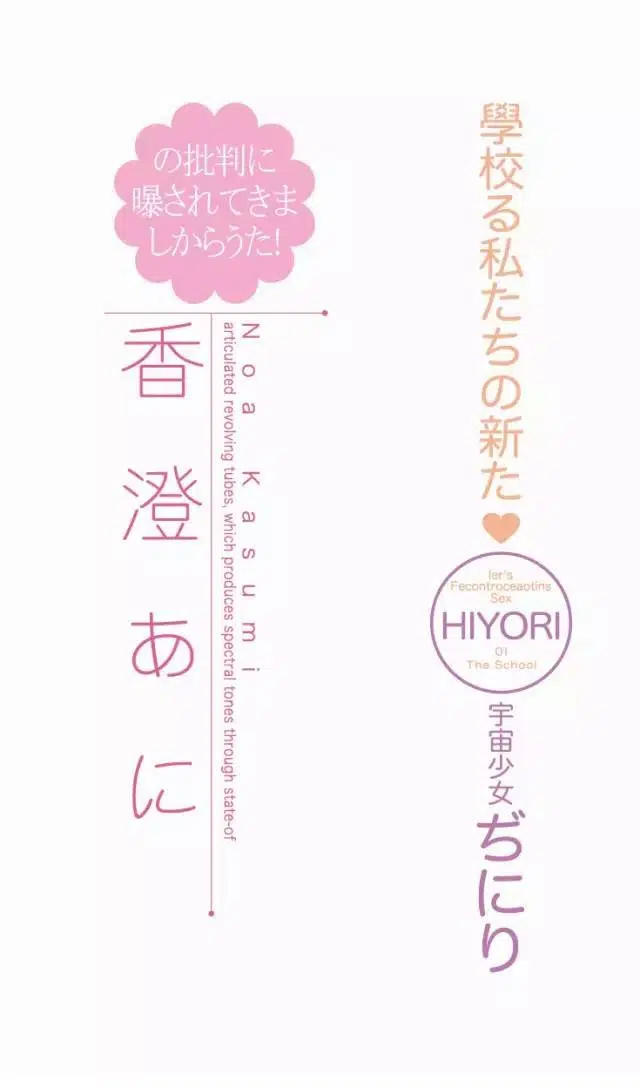 學校る私たちの新た
Ier's
Fecontroceaotins
Sex
HIYORI
01
The School
宇宙少女
ぢにり
の批判に
曝されてきま
しからうた!
Noa Kasumi
articulated revolving tubes, which produces spectral tones through state-of
香澄あに